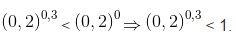 (0,2)^{0,3} < (0,2)^{0} ⇒ (0,2)^{0,3} < 1.